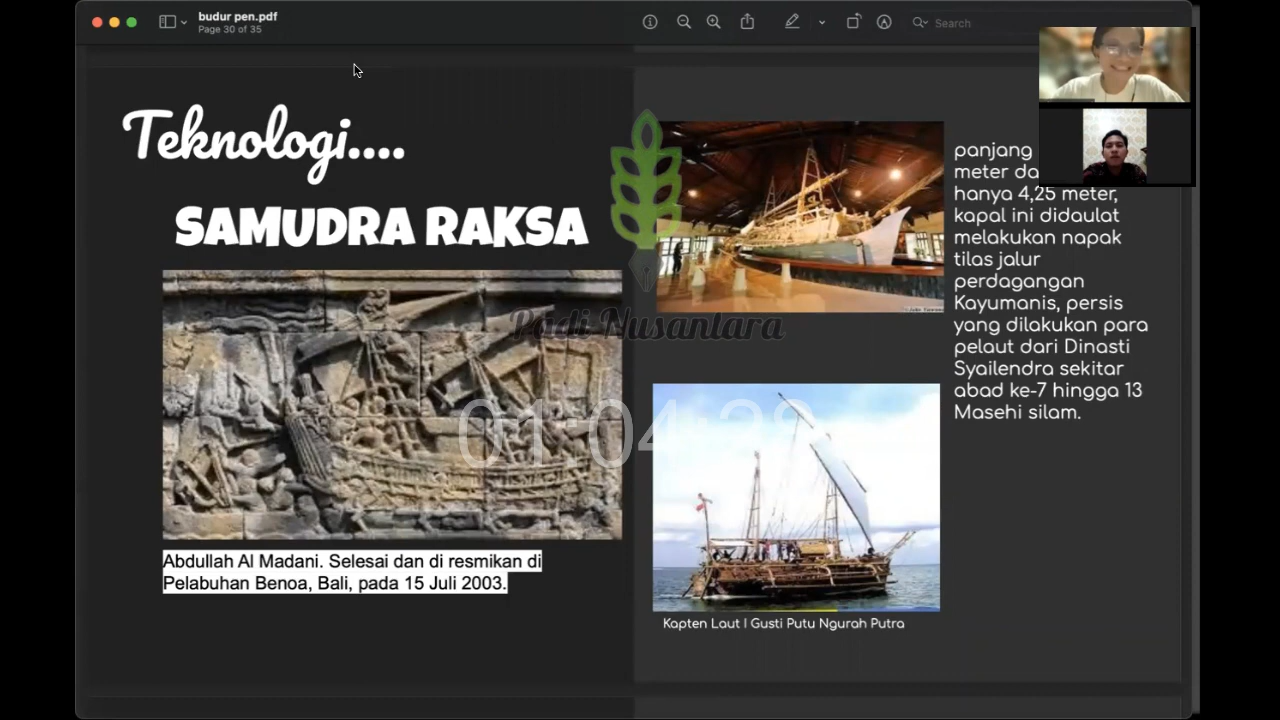 budur pen.pdf
Page 30 of 35
Search
Teknologi....
SAMUDRA RAKSA
Abdullah Al Madani. Selesai dan di resmikan di
Pelabuhan Benoa, Bali, pada 15 Juli 2003.
Padi Nusantara
panjang
meter
hanya 4,25 meter,
kapal ini didaulat
melakukan napak
tilas jalur
perdagangan
Kayumanis, persis
yang dilakukan para
pelaut dari Dinasti
Syailendra sekitar
abad ke-7 hingga 13
Masehi silam.
Kapten Laut I Gusti Putu Ngurah Putra